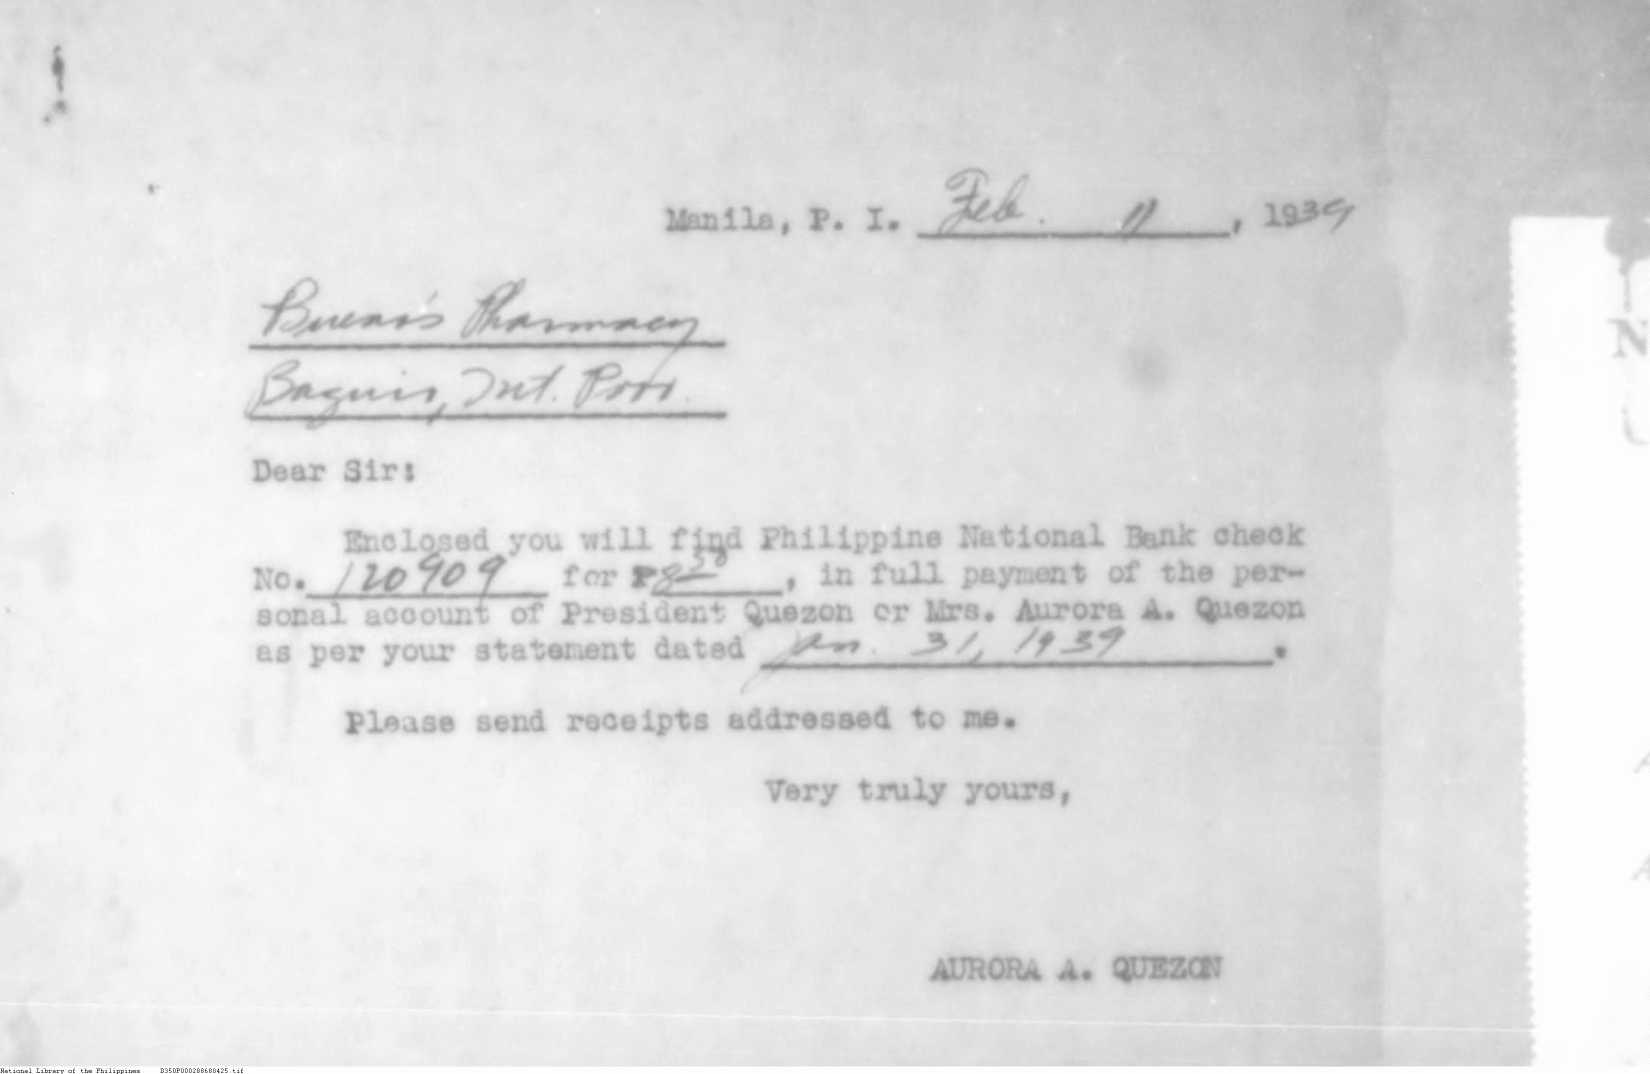 Manila, P. I. Feb. 11, 1939
Bueno's Pharmacy
Baguio, Mt. Prov.
Dear Sir:
Enclosed you will find Philippine National Bank check
No. 120909 for ₱8 50, in full payment of the per-
sonal account of President Quezon or Mrs. Aurora A. Quezon
as per your statement dated Jan. 31, 1939.
Please send receipts addressed to me.
Very truly yours,
AURORA A. QUEZON
National Library of the Philippines